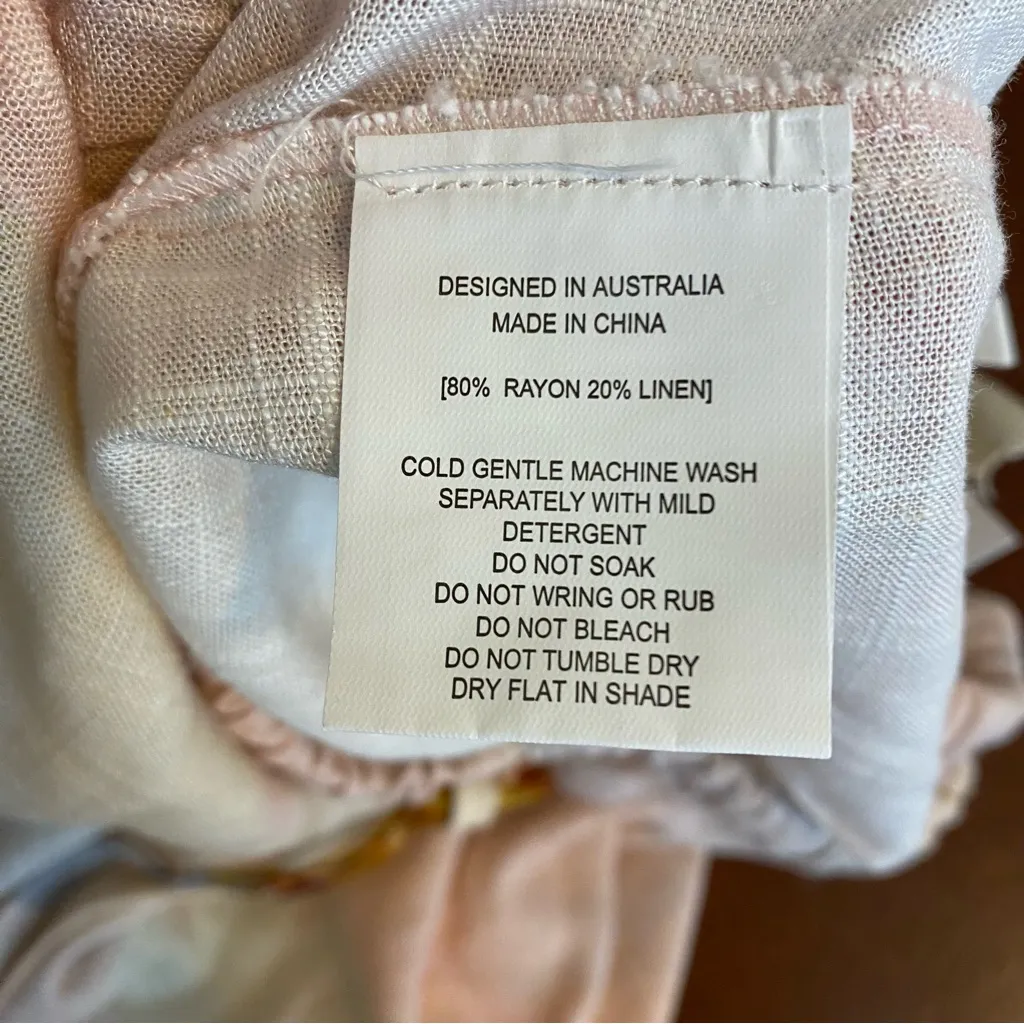 DESIGNED IN AUSTRALIA
MADE IN CHINA
[80% RAYON 20% LINEN]
COLD GENTLE MACHINE WASH
SEPARATELY WITH MILD
DETERGENT
DO NOT SOAK
DO NOT WRING OR RUB
DO NOT BLEACH
DO NOT TUMBLE DRY
DRY FLAT IN SHADE